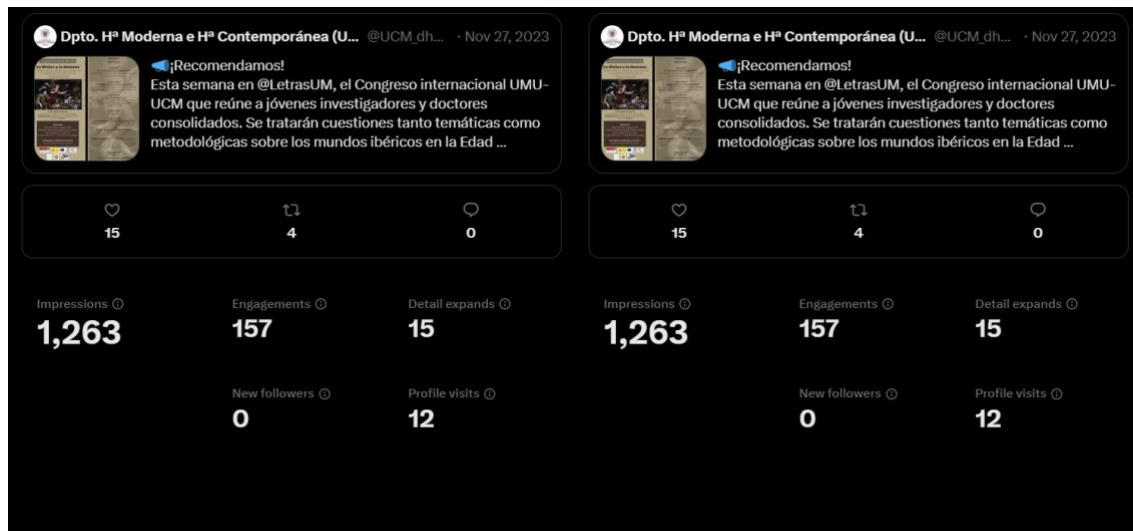 Dpto. Hª Moderna e Hª Contemporánea (U... @UCM_dh... · Nov 27, 2023
📢¡Recomendamos!
Esta semana en @LetrasUM, el Congreso internacional UMU-
UCM que reúne a jóvenes investigadores y doctores
consolidados. Se tratarán cuestiones tanto temáticas como
metodológicas sobre los mundos ibéricos en la Edad ...
15 4 0
Impressions Engagements Detail expands
1,263 157 15
New followers Profile visits
0 12
Dpto. Hª Moderna e Hª Contemporánea (U... @UCM_dh... · Nov 27, 2023
📢¡Recomendamos!
Esta semana en @LetrasUM, el Congreso internacional UMU-
UCM que reúne a jóvenes investigadores y doctores
consolidados. Se tratarán cuestiones tanto temáticas como
metodológicas sobre los mundos ibéricos en la Edad ...
15 4 0
Impressions Engagements Detail expands
1,263 157 15
New followers Profile visits
0 12